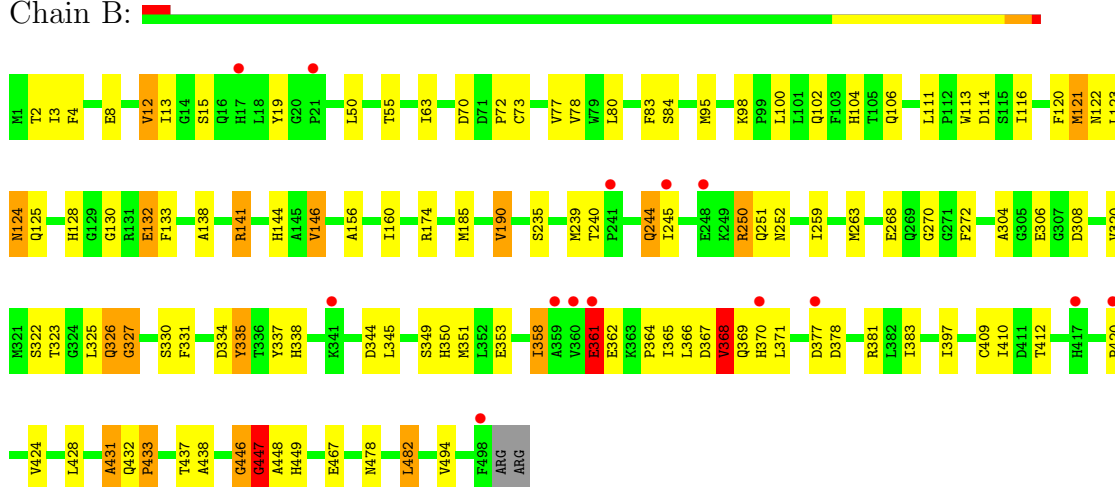 Chain B:
M1 T2 I3 F4 E8 V12 I13 G14 S15 Q16 H17 L18 Y19 G20 P21 L50 T55 I63 D70 D71 P72 C73 V77 V78 W79 L80 F83 S84 M95 K98 P99 L100 L101 Q102 F103 H104 T105 Q106 L111 P112 W113 D114 S115 I116 F120 M121 N122 L123
N124 Q125 H128 G129 G130 R131 E132 F133 A138 R141 H144 A145 V146 A156 I160 R174 M185 V190 S235 M239 T240 P241 Q244 I245 E248 K249 R250 Q251 N252 I259 M263 E268 Q269 G270 G271 F272 A304 G305 E306 G307 D308 V320
M321 S322 T323 G324 L325 Q326 G327 S330 F331 D334 Y335 T336 Y337 H338 K341 D344 L345 S349 H350 M351 L352 E353 I358 A359 V360 E361 E362 K363 P364 I365 L366 D367 V368 Q369 H370 L371 D377 D378 R381 L382 I383 I397 C409 I410 D411 T412 H417
V424 L428 A431 Q432 P433 T437 A438 G446 C447 A448 H449 E467 N478 L482 V494 F498 ARG ARG